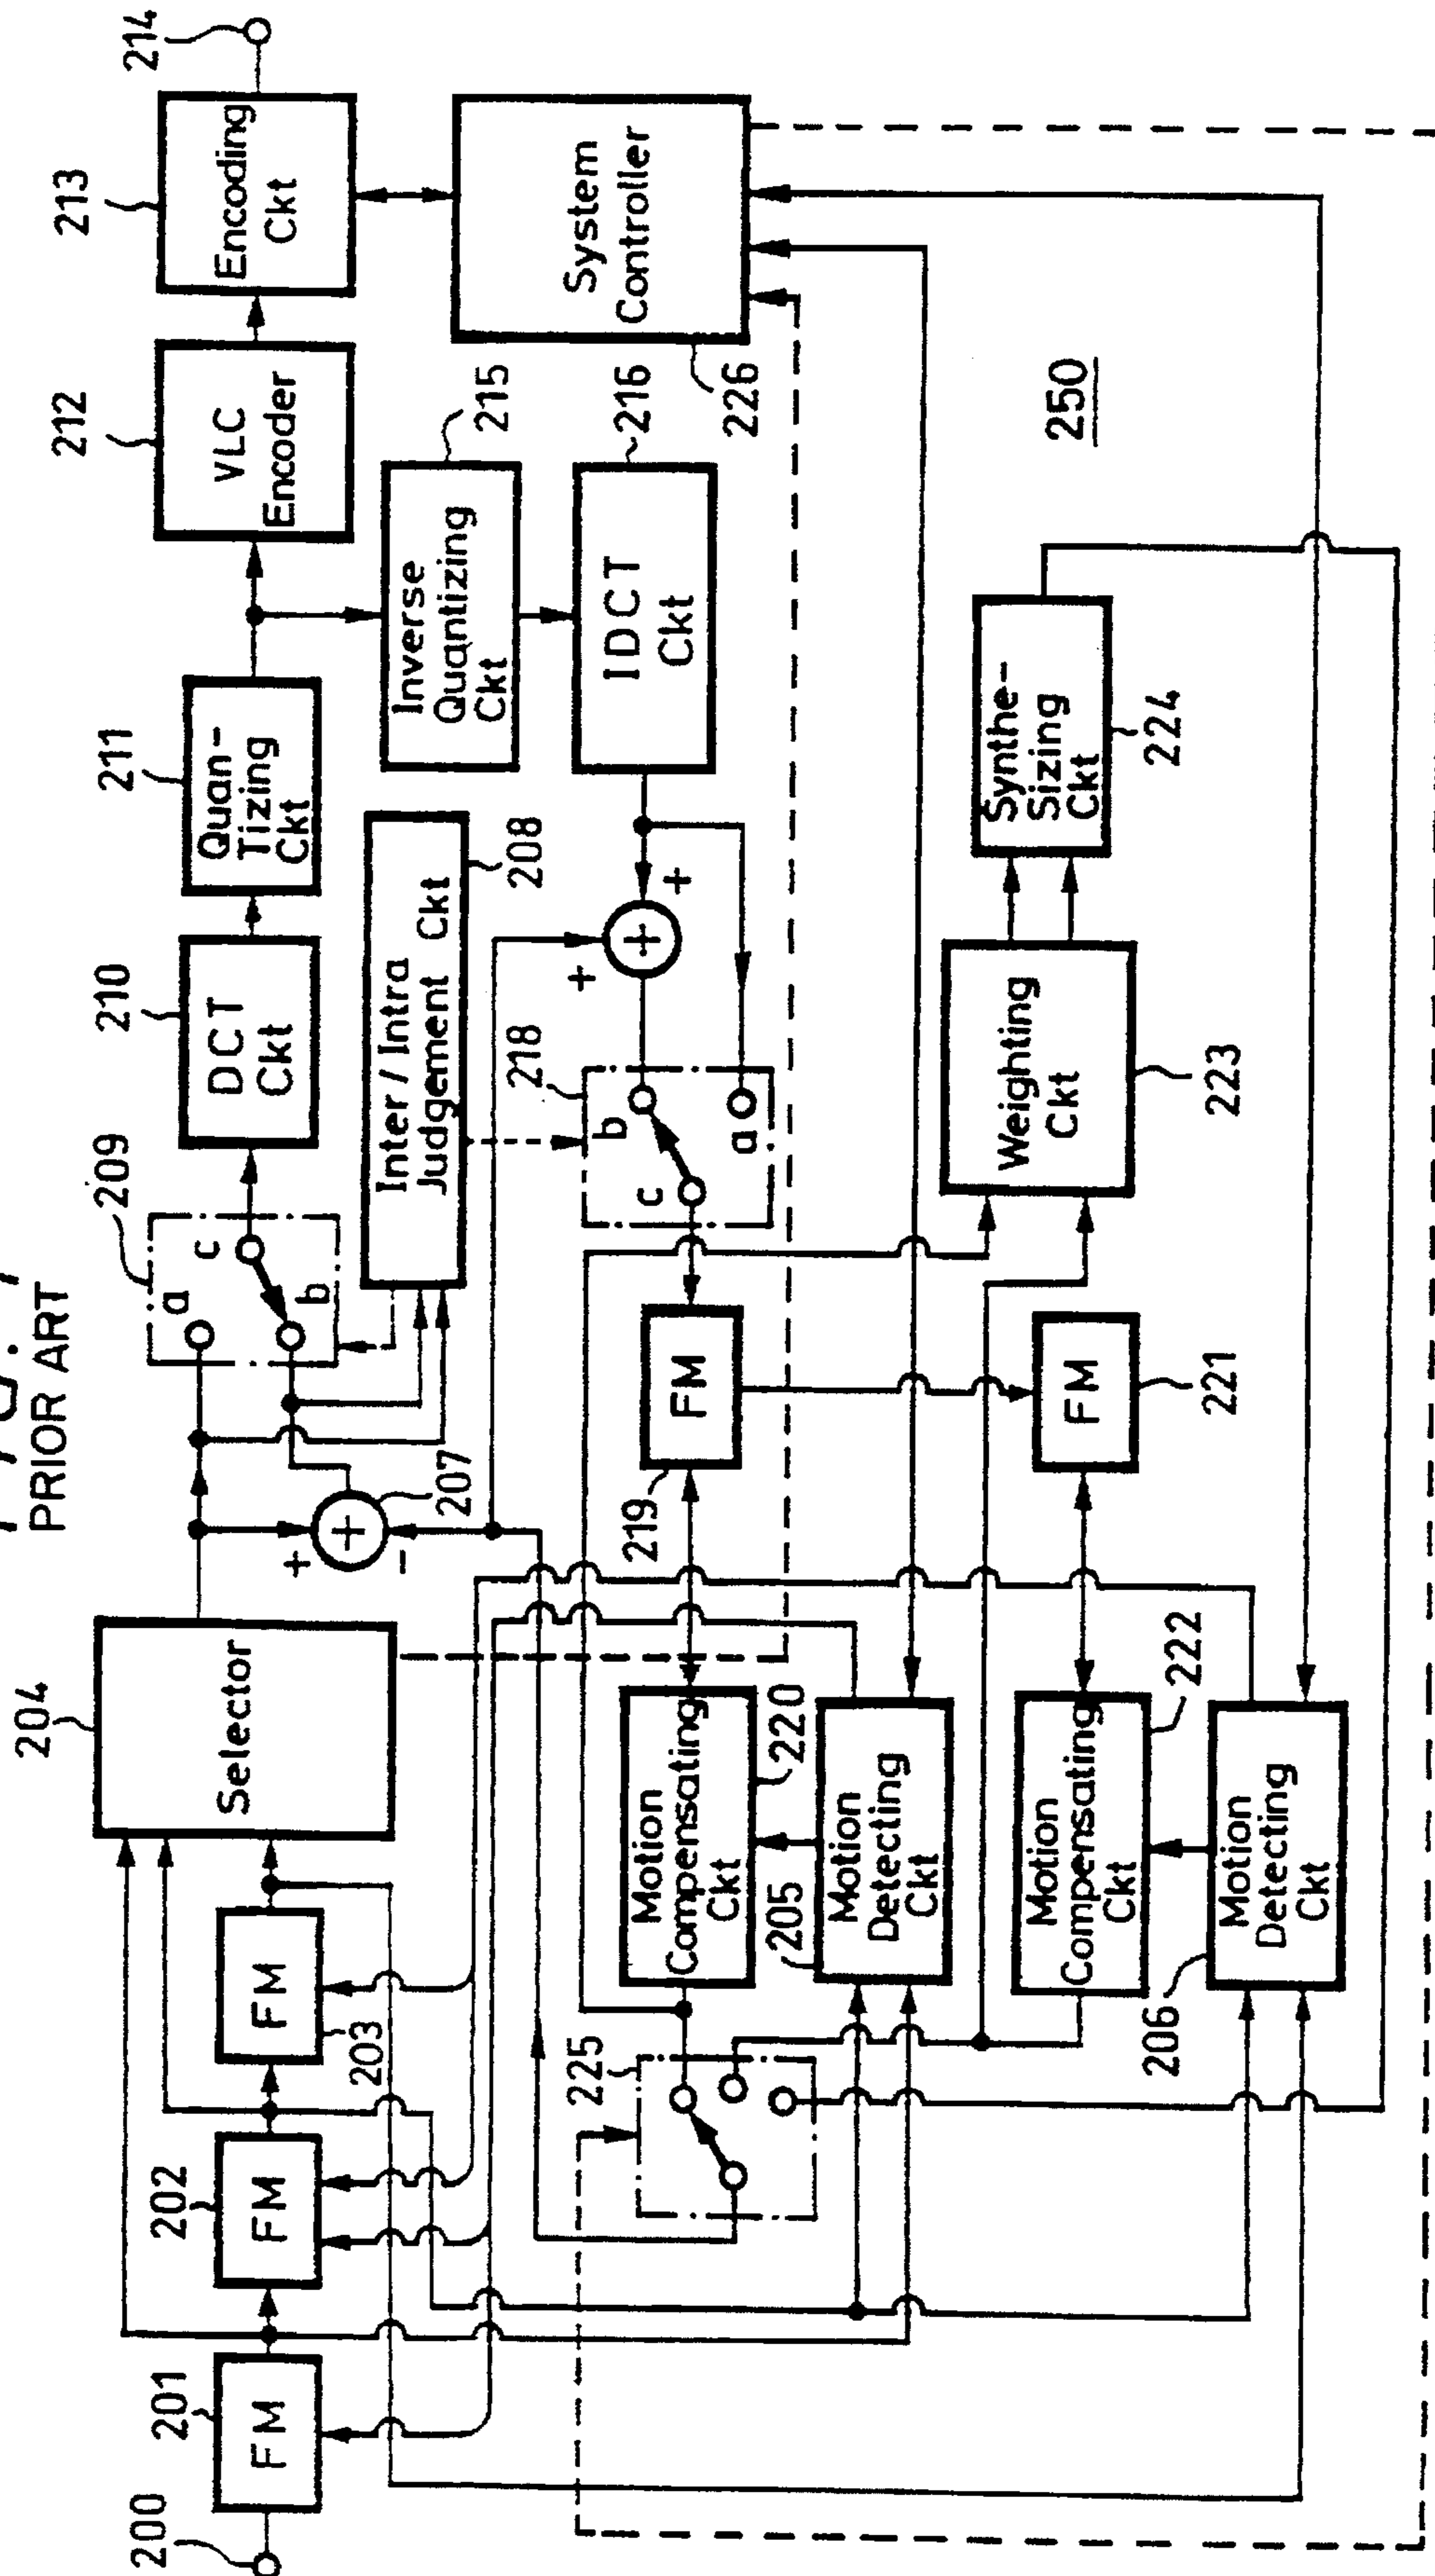 PRIOR ART
200
201
FM
202
FM
203
FM
204
Selector
+
+
-
207
209
a
b
c
210
DCT
Ckt
211
Quan-
Tizing
Ckt
212
VLC
Encoder
213
Encoding
Ckt
214
Inter / Intra
Judgement Ckt
208
Inverse
Quantizing
Ckt
215
IDCT
Ckt
216
System
Controller
226
+
+
+
218
b
a
c
219
FM
Motion
Compensating
Ckt
220
205
Motion
Detecting
Ckt
225
FM
221
Motion
Compensating
Ckt
222
206
Motion
Detecting
Ckt
Weighting
Ckt
223
Synthe-
Sizing
Ckt
224
250